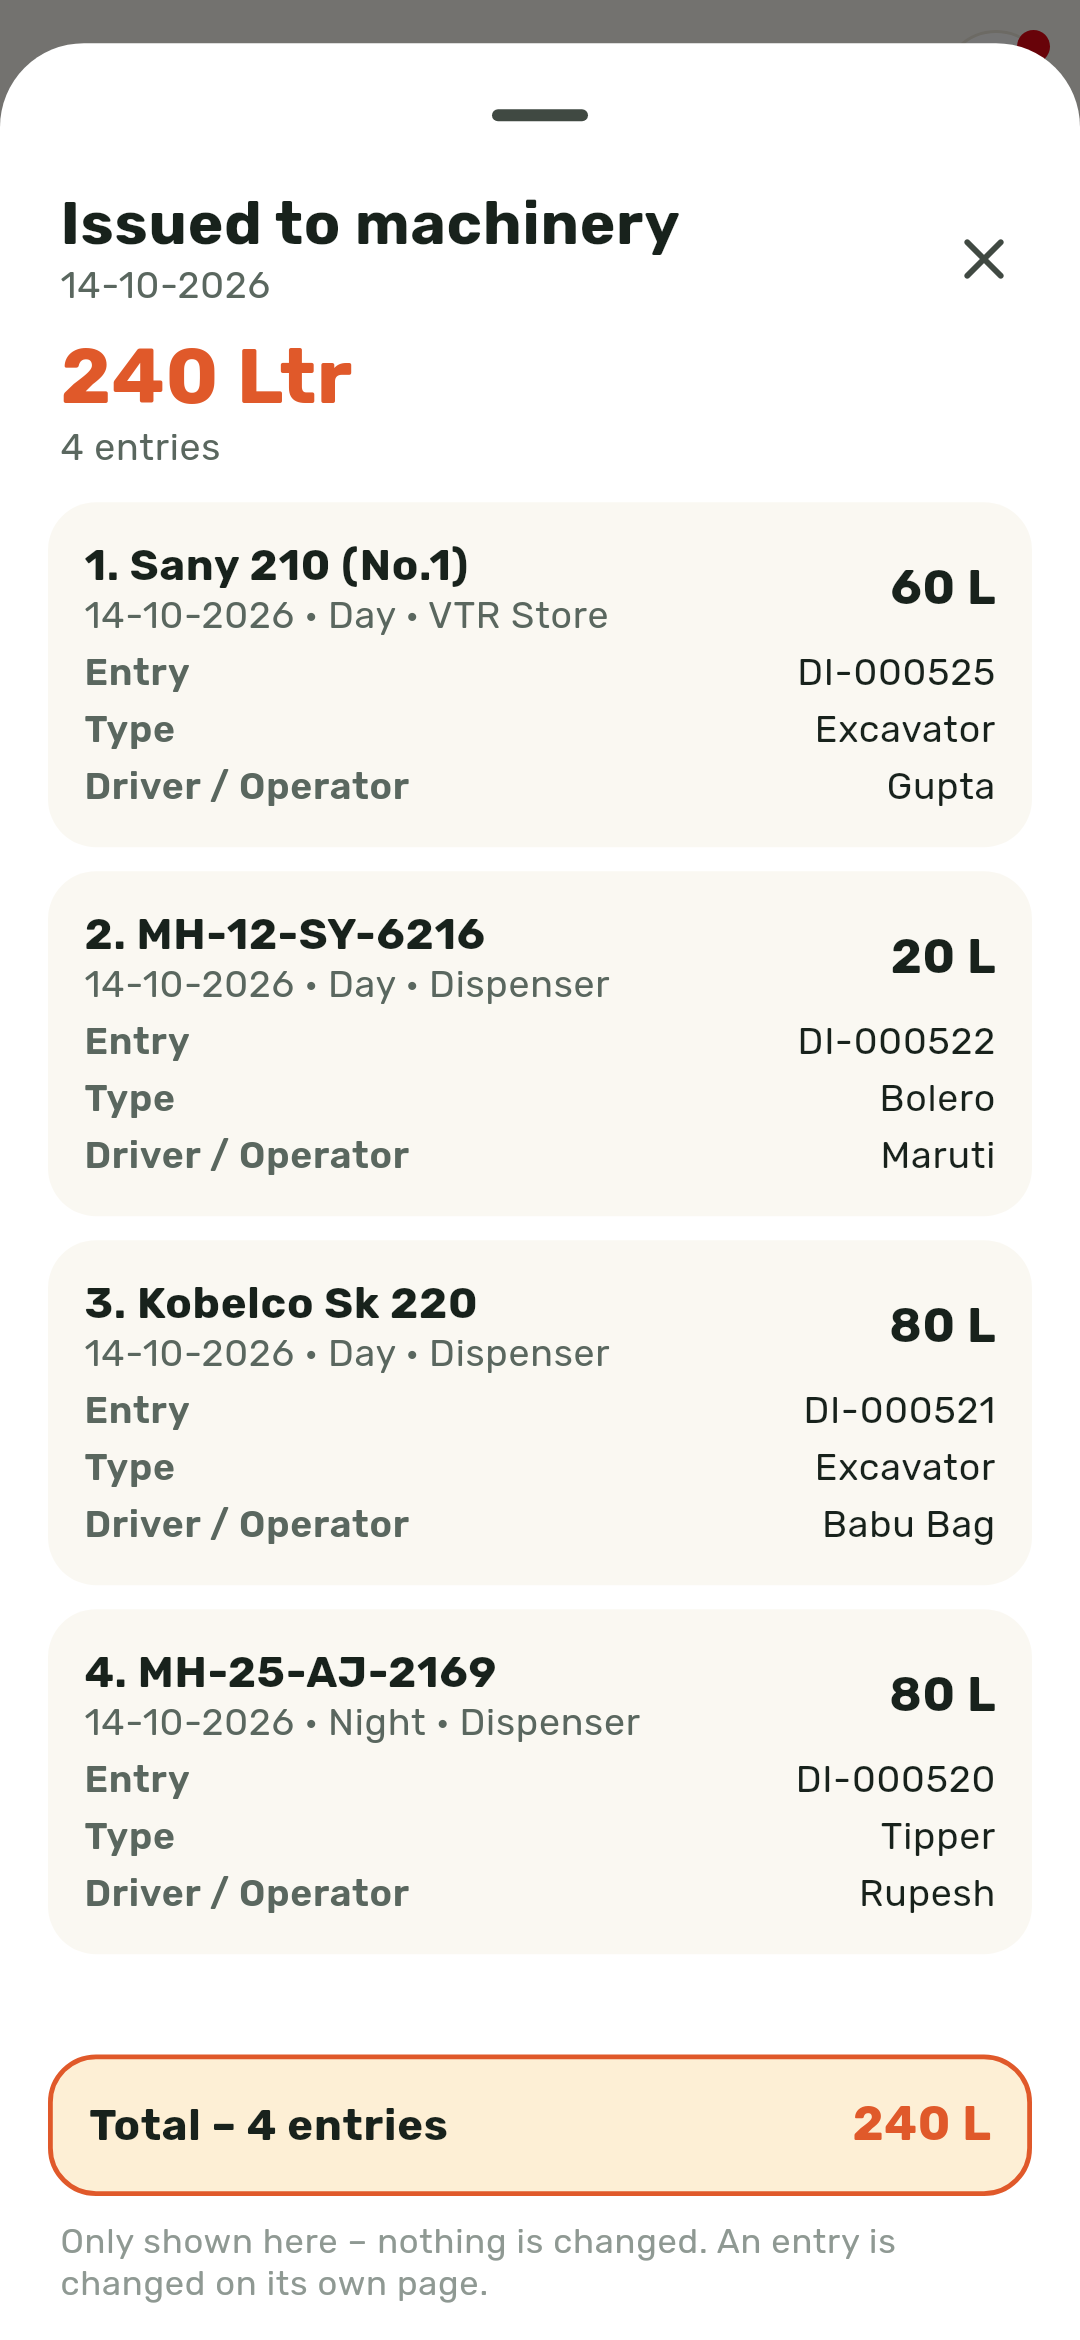 Issued to machinery
14-10-2026
240 Ltr
4 entries
1. Sany 210 (No.1)
60 L
14-10-2026 • Day • VTR Store
Entry DI-000525
Type Excavator
Driver / Operator Gupta
2. MH-12-SY-6216
20 L
14-10-2026 • Day • Dispenser
Entry DI-000522
Type Bolero
Driver / Operator Maruti
3. Kobelco Sk 220
80 L
14-10-2026 • Day • Dispenser
Entry DI-000521
Type Excavator
Driver / Operator Babu Bag
4. MH-25-AJ-2169
80 L
14-10-2026 • Night • Dispenser
Entry DI-000520
Type Tipper
Driver / Operator Rupesh
Total – 4 entries 240 L
Only shown here – nothing is changed. An entry is
changed on its own page.